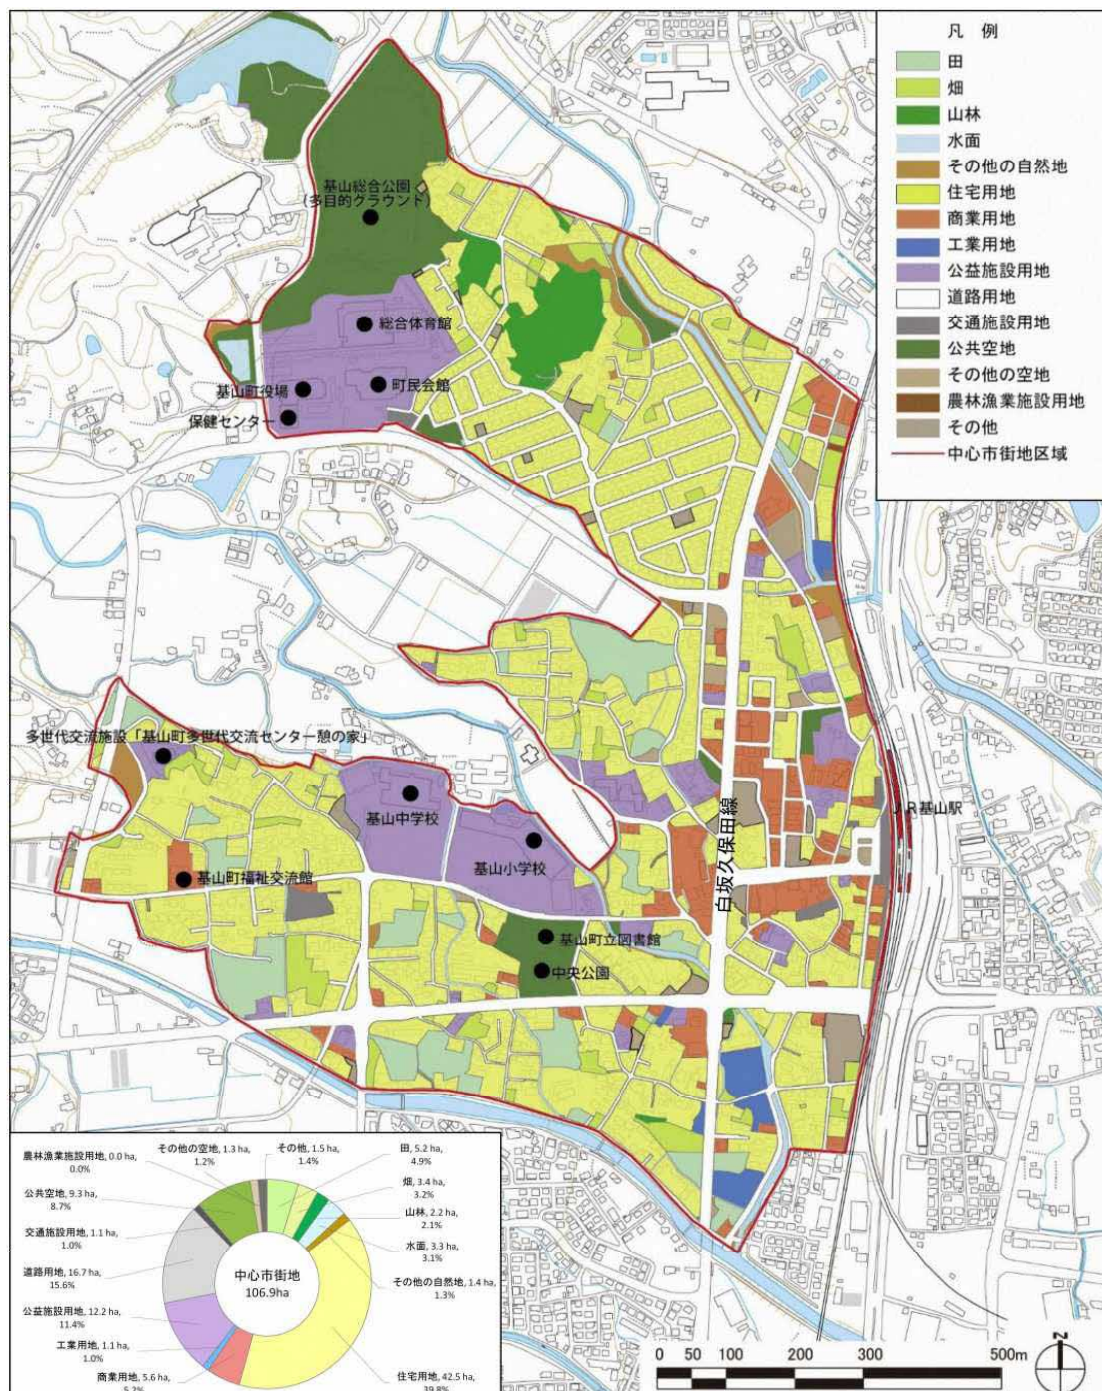 凡 例
田
畑
山林
水面
その他の自然地
住宅用地
商業用地
工業用地
公益施設用地
道路用地
交通施設用地
公共空地
その他の空地
農林漁業施設用地
その他
中心市街地区域
基山総合公園
(多目的グラウンド)
総合体育館
基山町役場
町民会館
保健センター
多世代交流施設「基山町多世代交流センター憩の家」
基山中学校
基山小学校
基山町福祉交流館
基山町立図書館
中央公園
白坂久保田線
JR基山駅
農林漁業施設用地, 0.0 ha,
0.0%
その他の空地, 1.3 ha,
1.2%
その他, 1.5 ha,
1.4%
田, 5.2 ha,
4.9%
畑, 3.4 ha,
3.2%
山林, 2.2 ha,
2.1%
水面, 3.3 ha,
3.1%
その他の自然地, 1.4 ha,
1.3%
住宅用地, 42.5 ha,
39.8%
商業用地, 5.6 ha,
5.2%
工業用地, 1.1 ha,
1.0%
公益施設用地, 12.2 ha,
11.4%
道路用地, 16.7 ha,
15.6%
交通施設用地, 1.1 ha,
1.0%
公共空地, 9.3 ha,
8.7%
中心市街地
106.9ha
0 50 100 200 300 500m
N